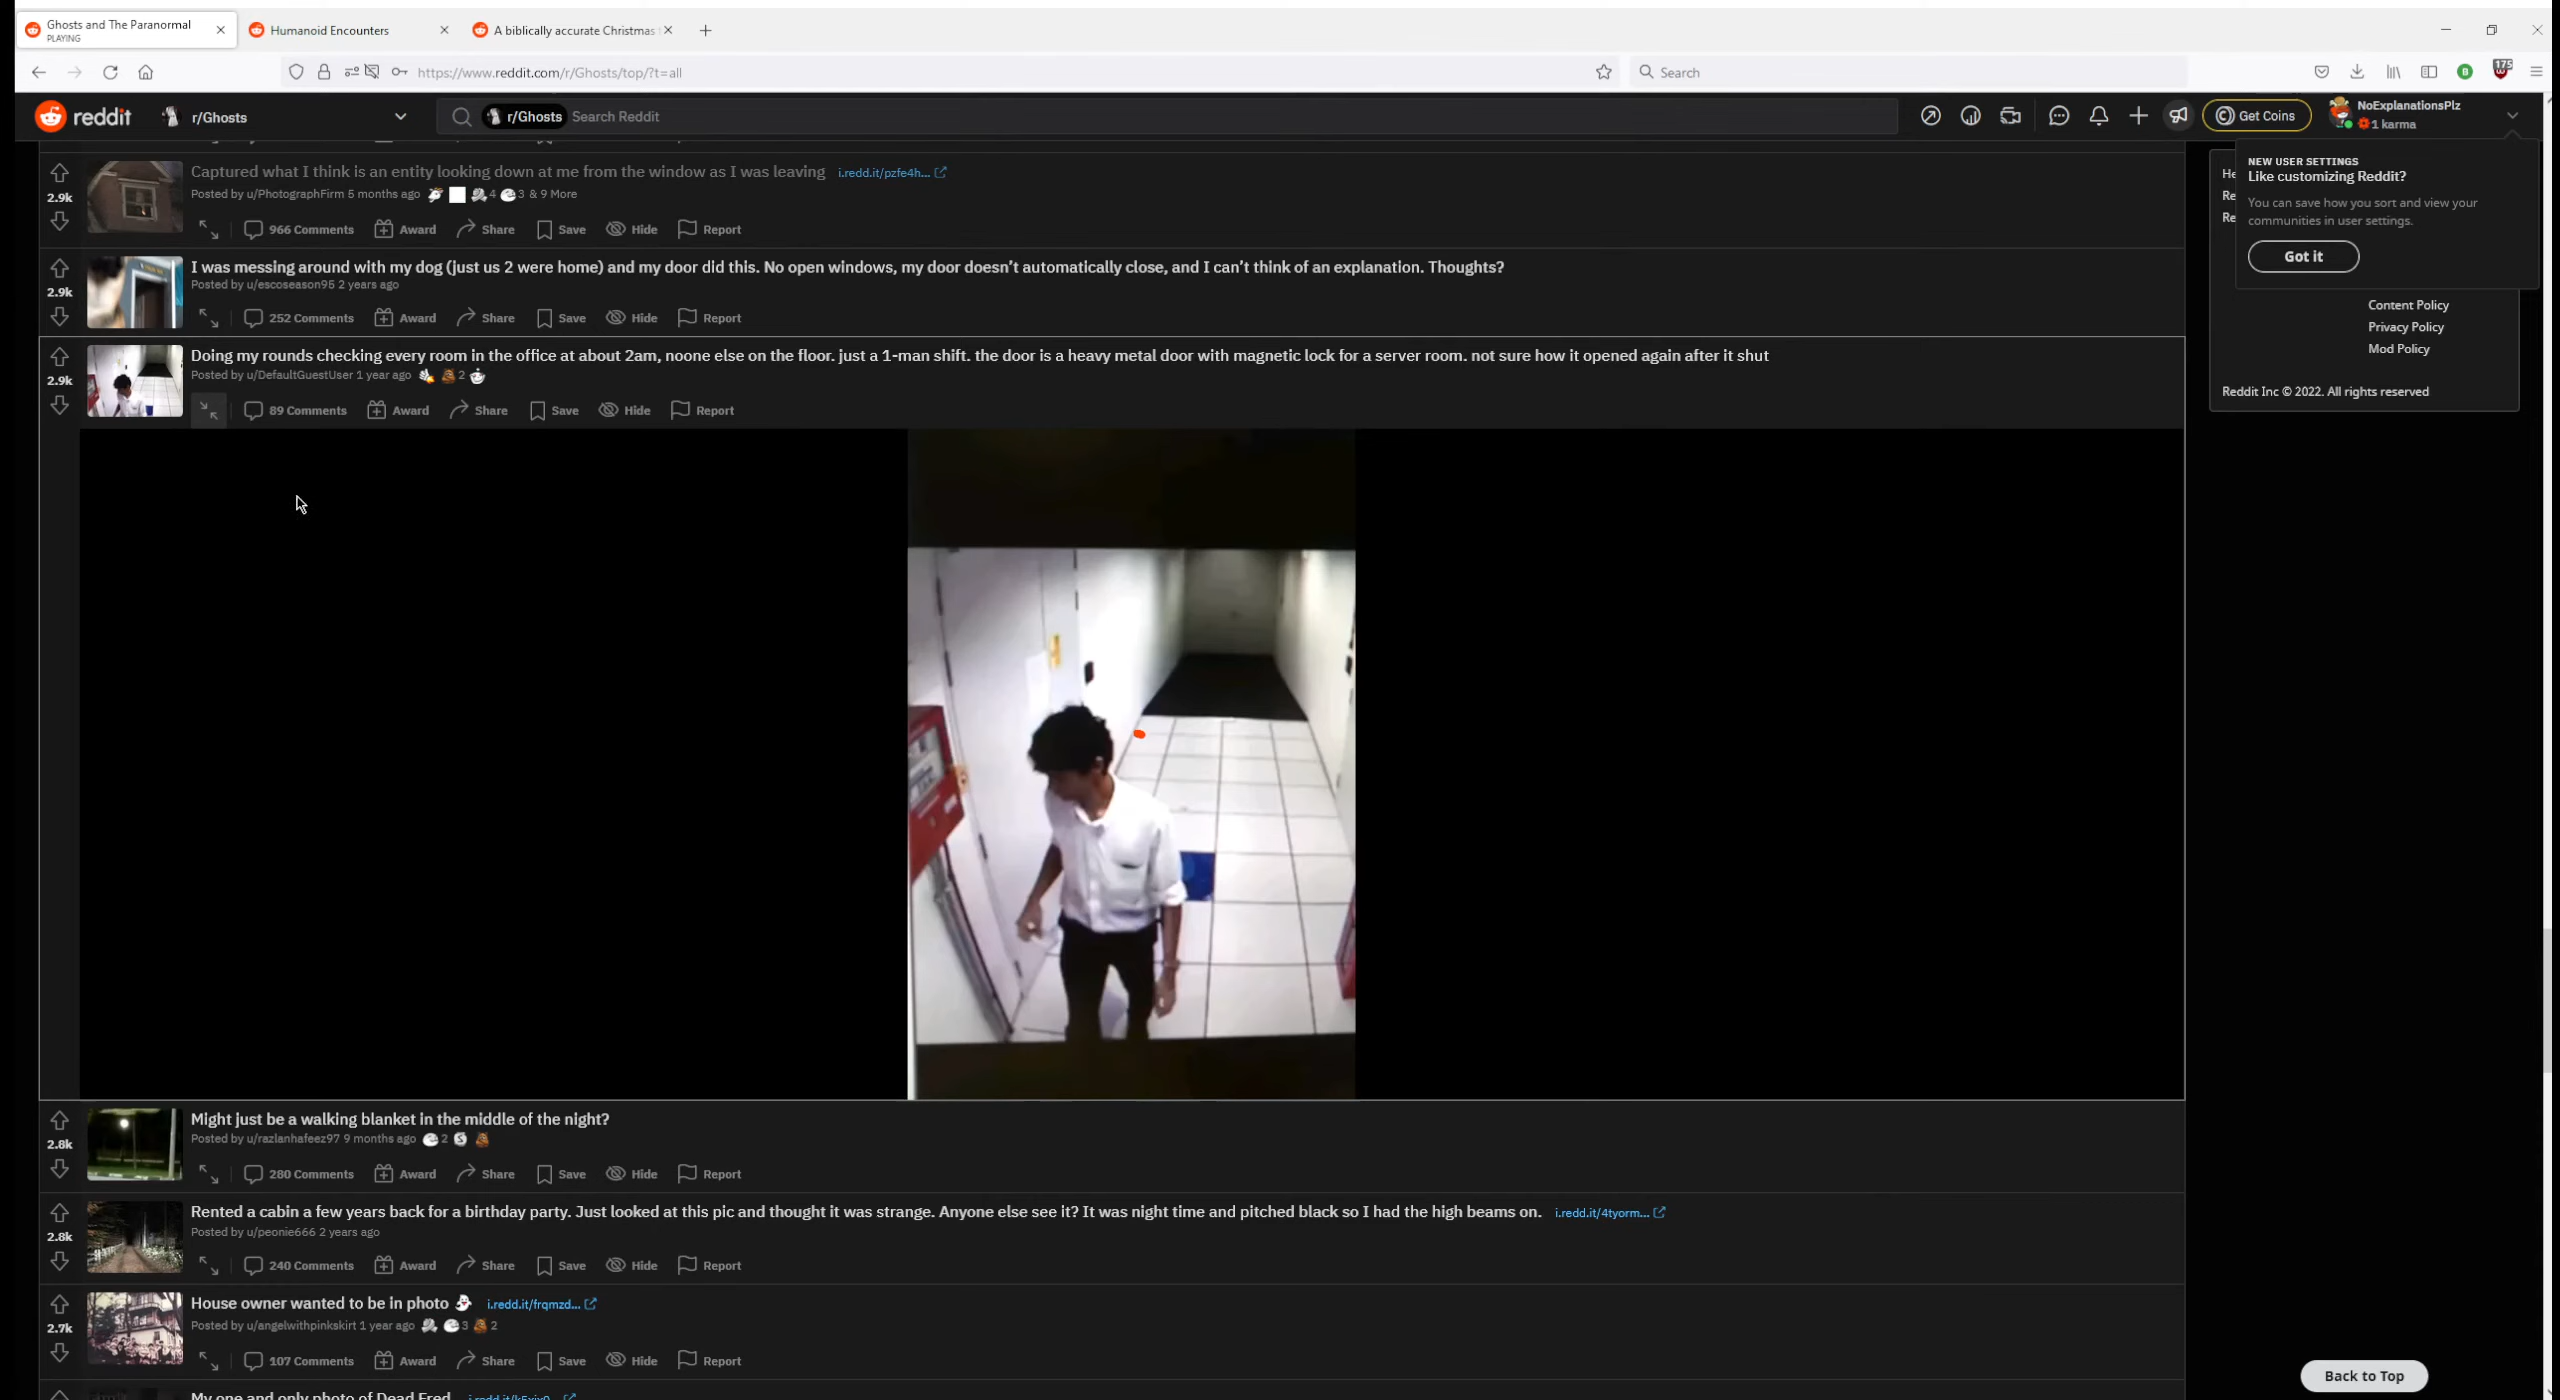 Ghosts and The Paranormal
PLAYING
Humanoid Encounters
A biblically accurate Christmas
https://www.reddit.com/r/Ghosts/top/?t=all
Search
175
reddit
r/Ghosts
r/Ghosts Search Reddit
Get Coins
NoExplanationsPlz
1 karma
NEW USER SETTINGS
Like customizing Reddit?
You can save how you sort and view your
communities in user settings.
Got it
He
Re
Re
Content Policy
Privacy Policy
Mod Policy
Reddit Inc © 2022. All rights reserved
Captured what I think is an entity looking down at me from the window as I was leaving i.redd.it/pzfe4h...
2.9k
Posted by u/PhotographFirm 5 months ago 4 3 & 9 More
966 Comments Award Share Save Hide Report
I was messing around with my dog (just us 2 were home) and my door did this. No open windows, my door doesn't automatically close, and I can't think of an explanation. Thoughts?
2.9k
Posted by u/escoseason95 2 years ago
252 Comments Award Share Save Hide Report
Doing my rounds checking every room in the office at about 2am, noone else on the floor. just a 1-man shift. the door is a heavy metal door with magnetic lock for a server room. not sure how it opened again after it shut
2.9k
Posted by u/DefaultGuestUser 1 year ago 2
89 Comments Award Share Save Hide Report
Might just be a walking blanket in the middle of the night?
2.8k
Posted by u/razlanhafeez97 9 months ago 2
280 Comments Award Share Save Hide Report
Rented a cabin a few years back for a birthday party. Just looked at this pic and thought it was strange. Anyone else see it? It was night time and pitched black so I had the high beams on. i.redd.it/4tyorm...
2.8k
Posted by u/peonie666 2 years ago
240 Comments Award Share Save Hide Report
House owner wanted to be in photo i.redd.it/frqmzd...
2.7k
Posted by u/angelwithpinkskirt 1 year ago 3 2
107 Comments Award Share Save Hide Report
My one and only photo of Dead Fred
Back to Top